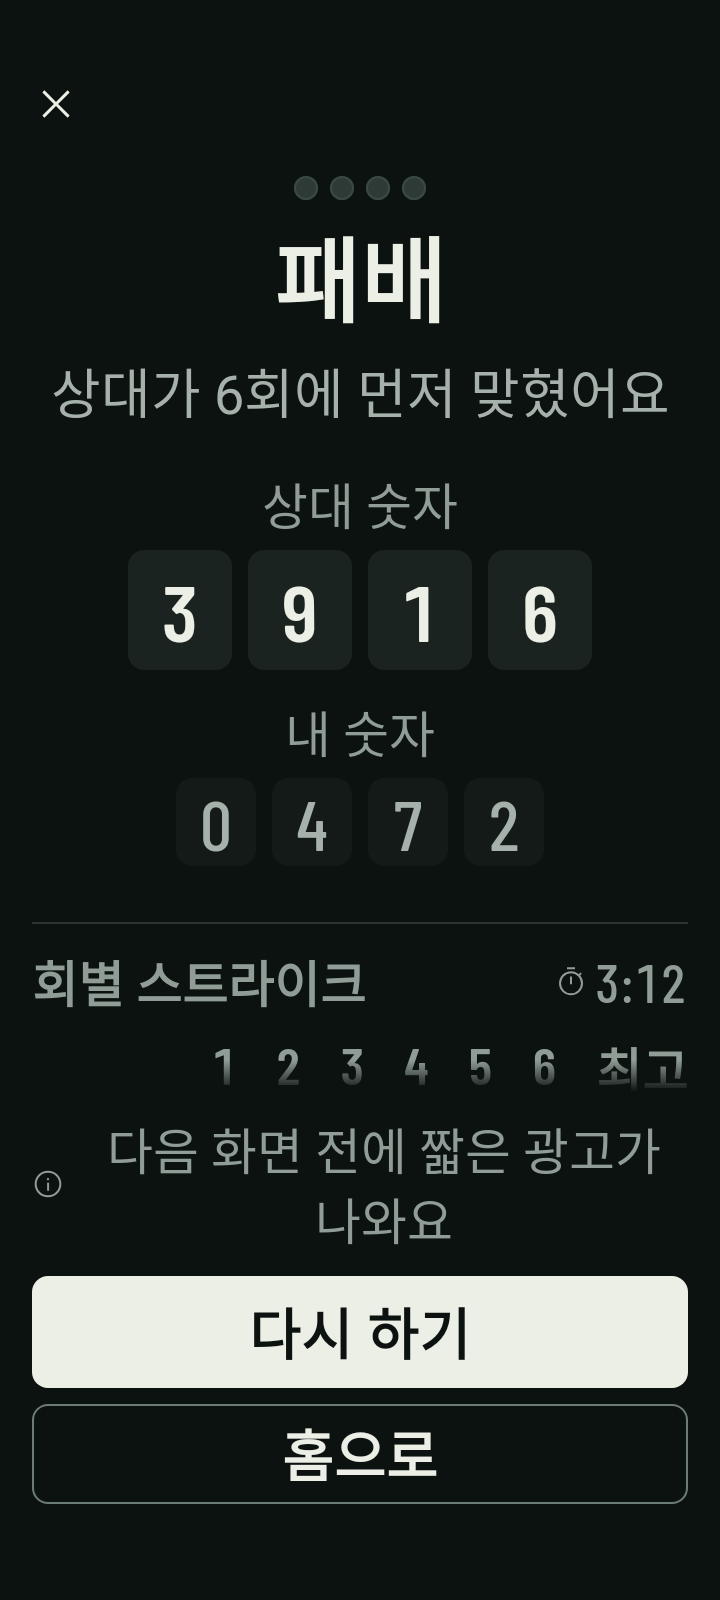 패배
상대가 6회에 먼저 맞혔어요
상대 숫자
3 9 1 6
내 숫자
0 4 7 2
회별 스트라이크 3:12
1 2 3 4 5 6 최고
다음 화면 전에 짧은 광고가
나와요
다시 하기
홈으로